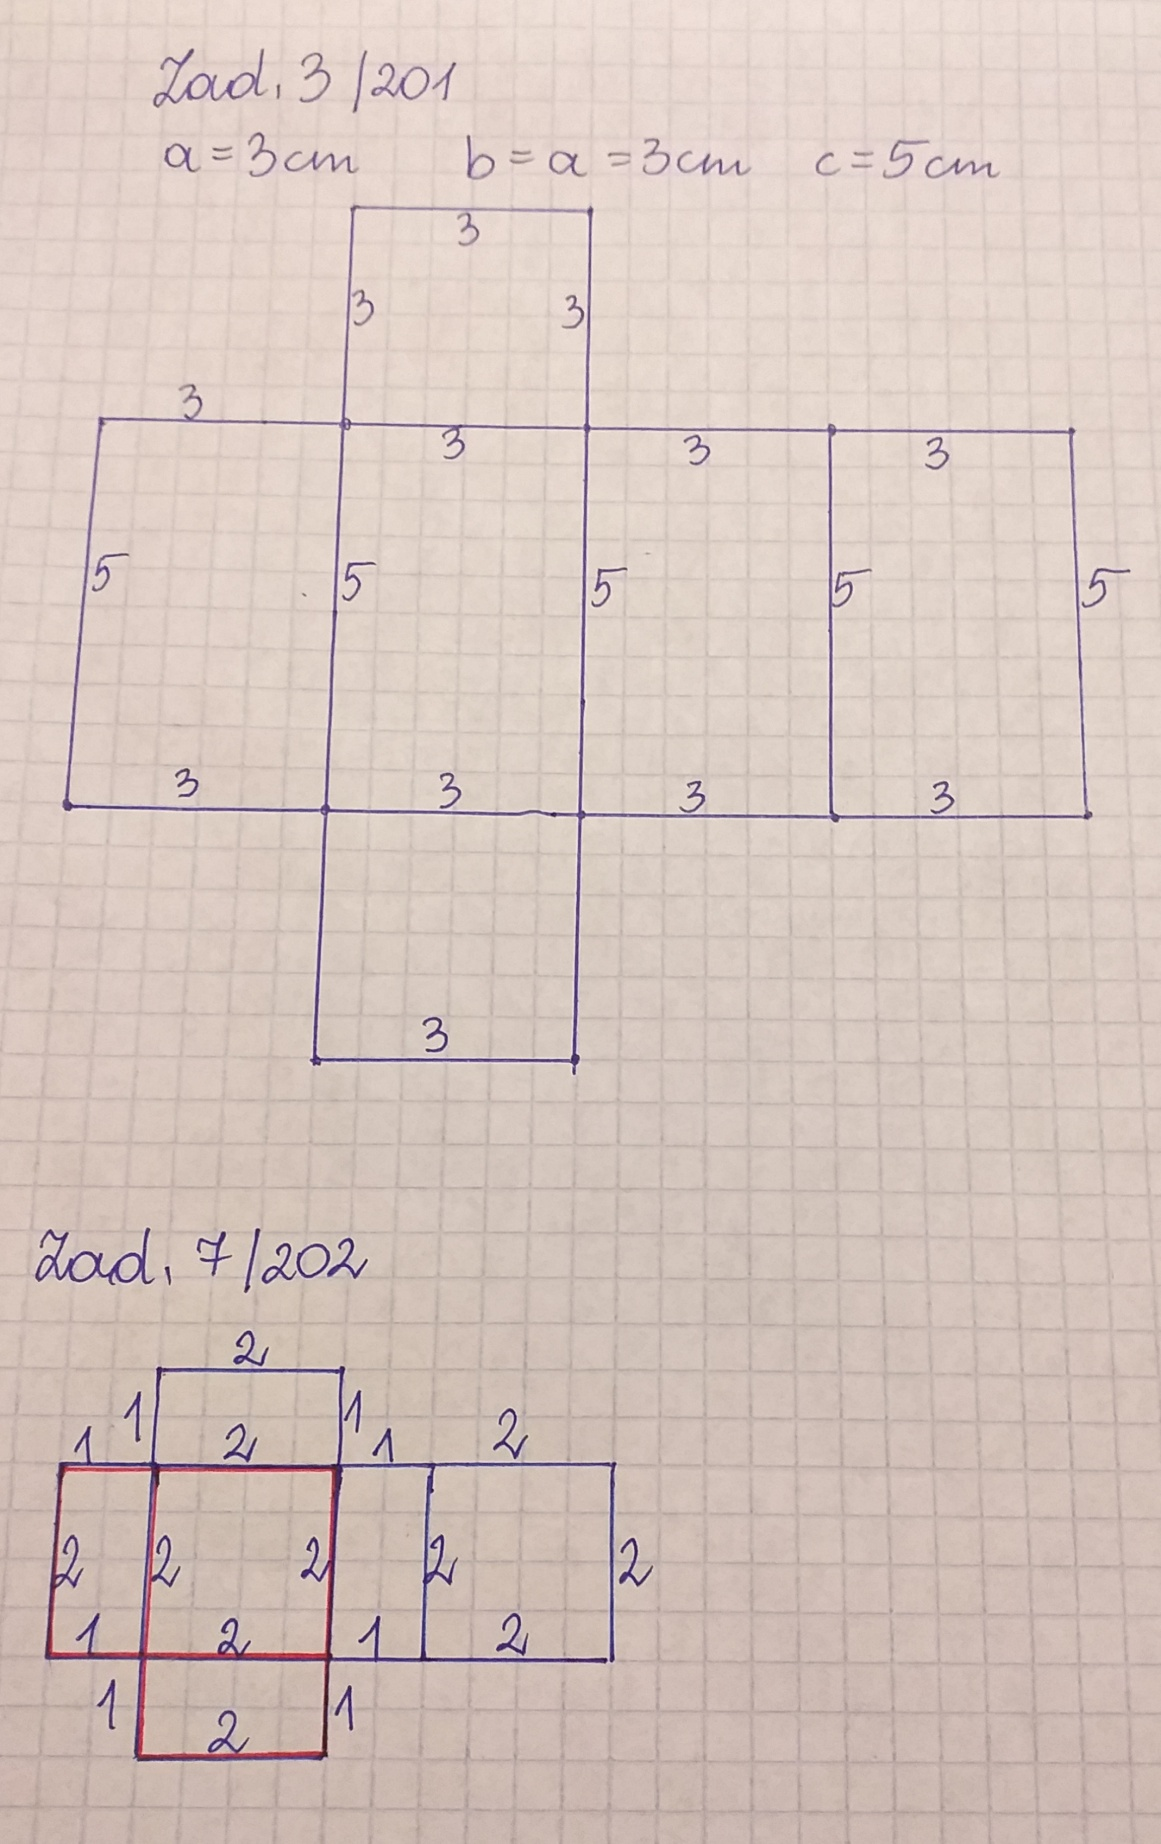 Zad. 3/201
a = 3cm b = a = 3cm c = 5cm
3
3 3
3
3 3 3
5 5 5 5 5
3 3 3 3
3
Zad. 7/202
2
1 1
1 2 1 2
2 2 2 2 2
1 2 1 2
1 1
2